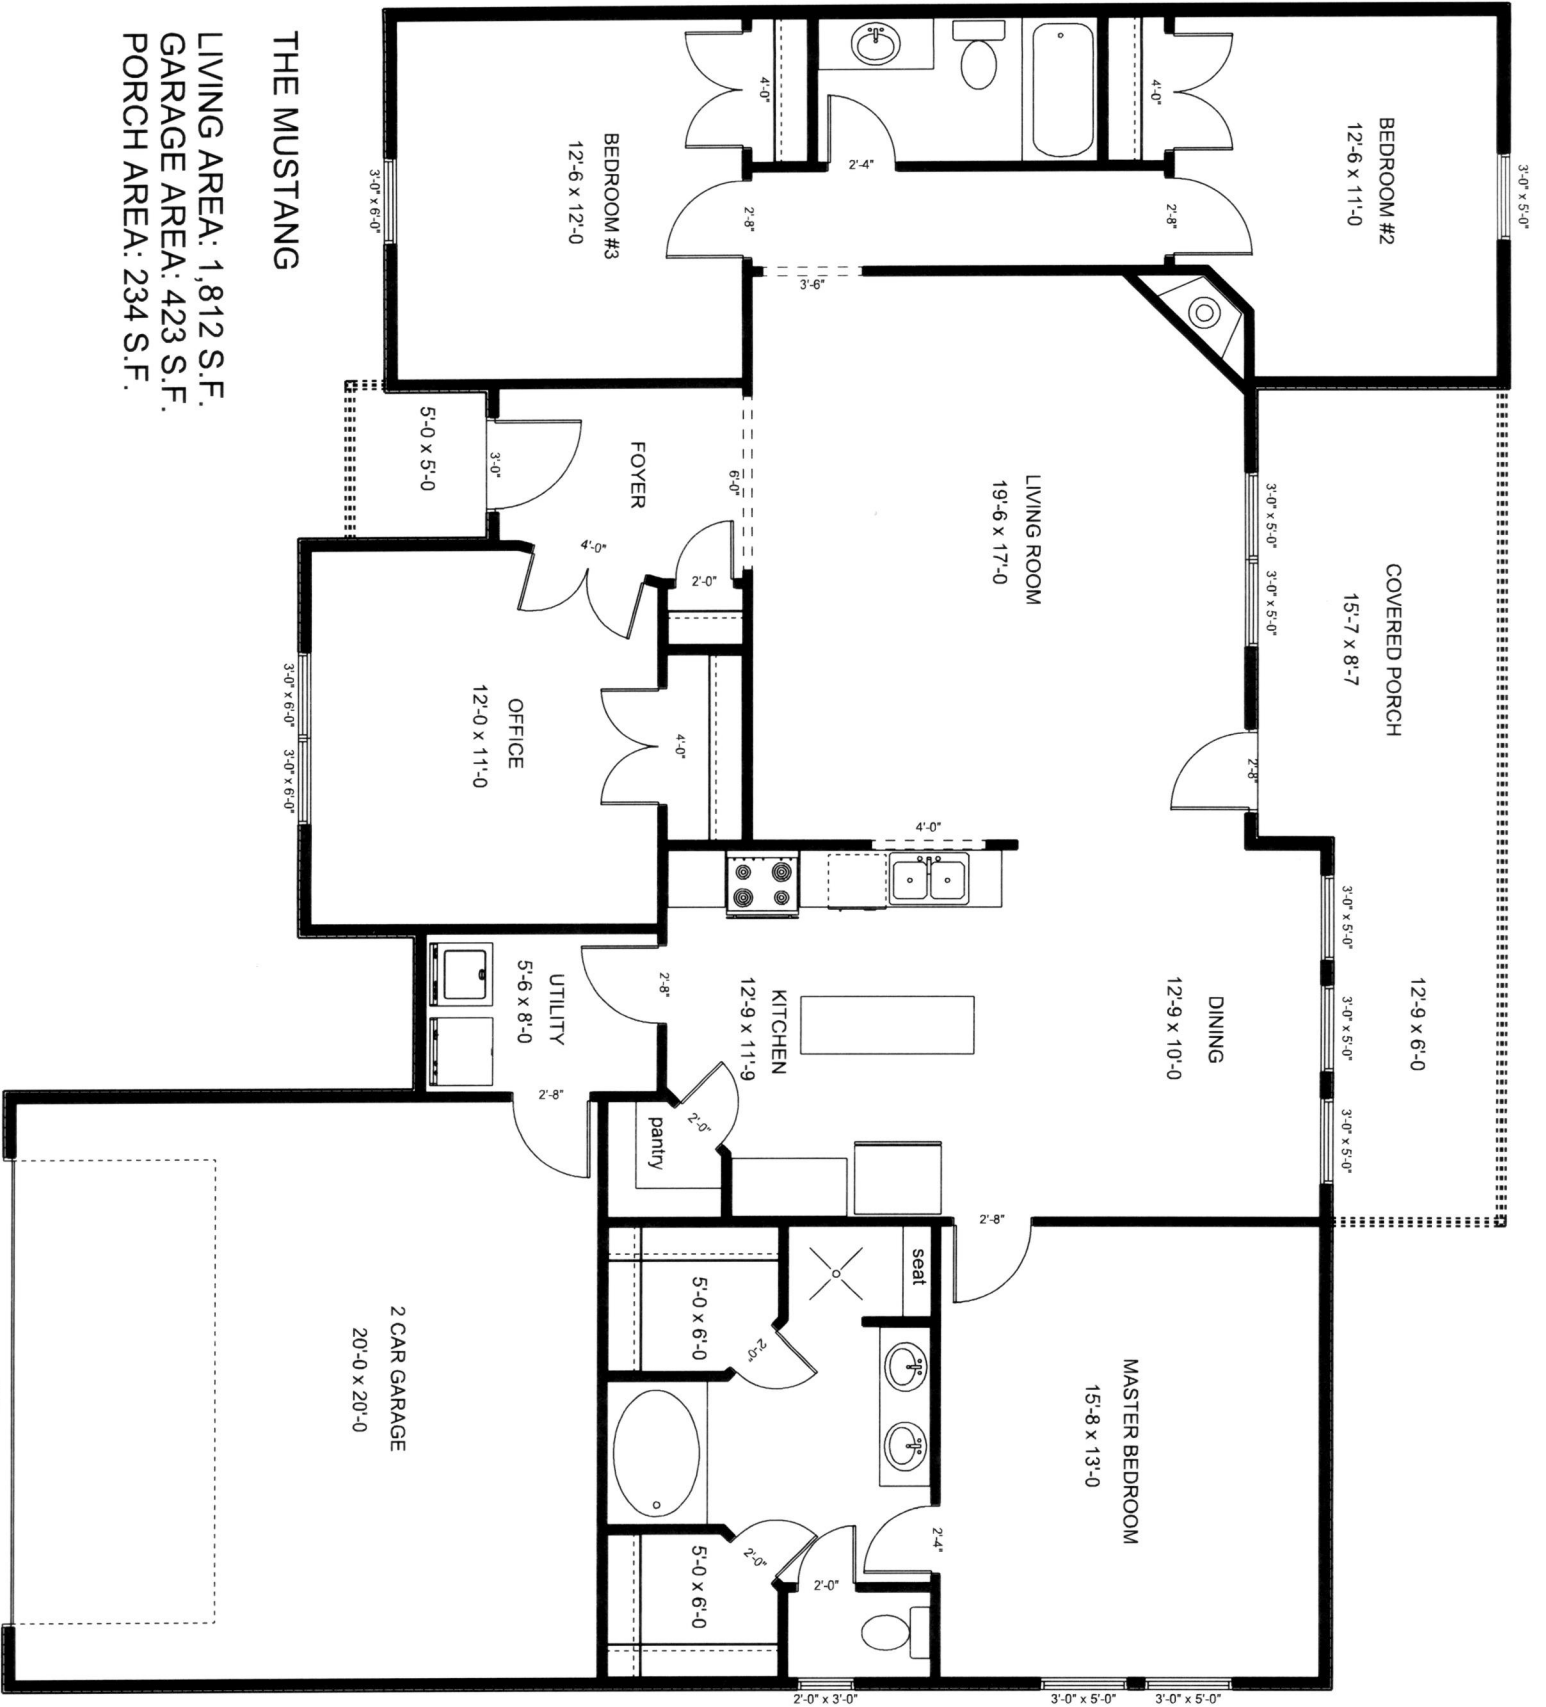 THE MUSTANG
LIVING AREA: 1,812 S.F.
GARAGE AREA: 423 S.F.
PORCH AREA: 234 S.F.
3'-0" x 5'-0"
BEDROOM #2
12'-6 x 11'-0
4'-0"
2'-8"
4'-0"
2'-4"
BEDROOM #3
12'-6 x 12'-0
2'-8"
3'-0" x 6'-0"
3'-6"
COVERED PORCH
15'-7 x 8'-7
12'-9 x 6'-0
3'-0" x 5'-0"
3'-0" x 5'-0"
2'-8"
LIVING ROOM
19'-6 x 17'-0
6'-0"
FOYER
3'-0"
5'-0 x 5'-0
4'-0"
2'-0"
OFFICE
12'-0 x 11'-0
4'-0"
3'-0" x 6'-0"
3'-0" x 6'-0"
4'-0"
3'-0" x 5'-0"
3'-0" x 5'-0"
3'-0" x 5'-0"
DINING
12'-9 x 10'-0
KITCHEN
12'-9 x 11'-9
2'-8"
UTILITY
5'-6 x 8'-0
2'-8"
2'-0"
pantry
2'-8"
seat
5'-0 x 6'-0
2'-0"
MASTER BEDROOM
15'-8 x 13'-0
2'-4"
2'-0"
2'-0"
5'-0 x 6'-0
2 CAR GARAGE
20'-0 x 20'-0
2'-0" x 3'-0"
3'-0" x 5'-0"
3'-0" x 5'-0"